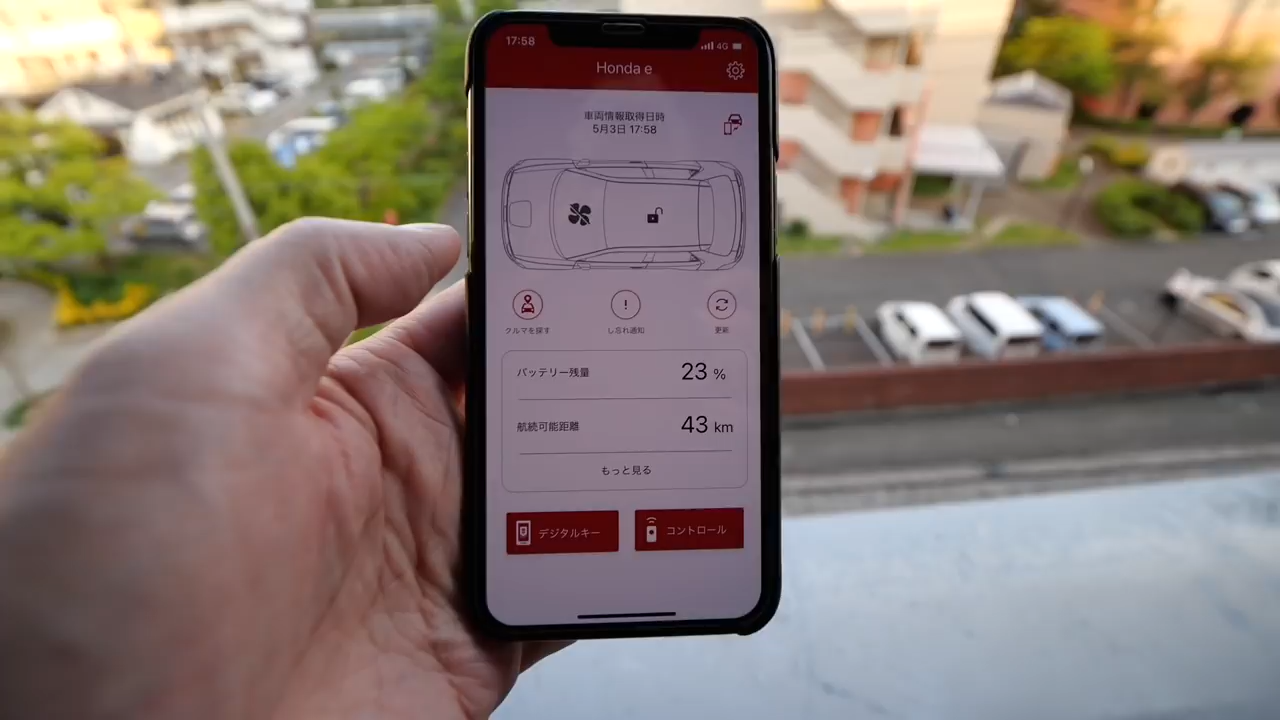 17:58
4G
Honda e
車両情報取得日時
5月3日 17:58
クルマを探す
し忘れ通知
更新
バッテリー残量 23 %
航続可能距離 43 km
もっと見る
デジタルキー
コントロール